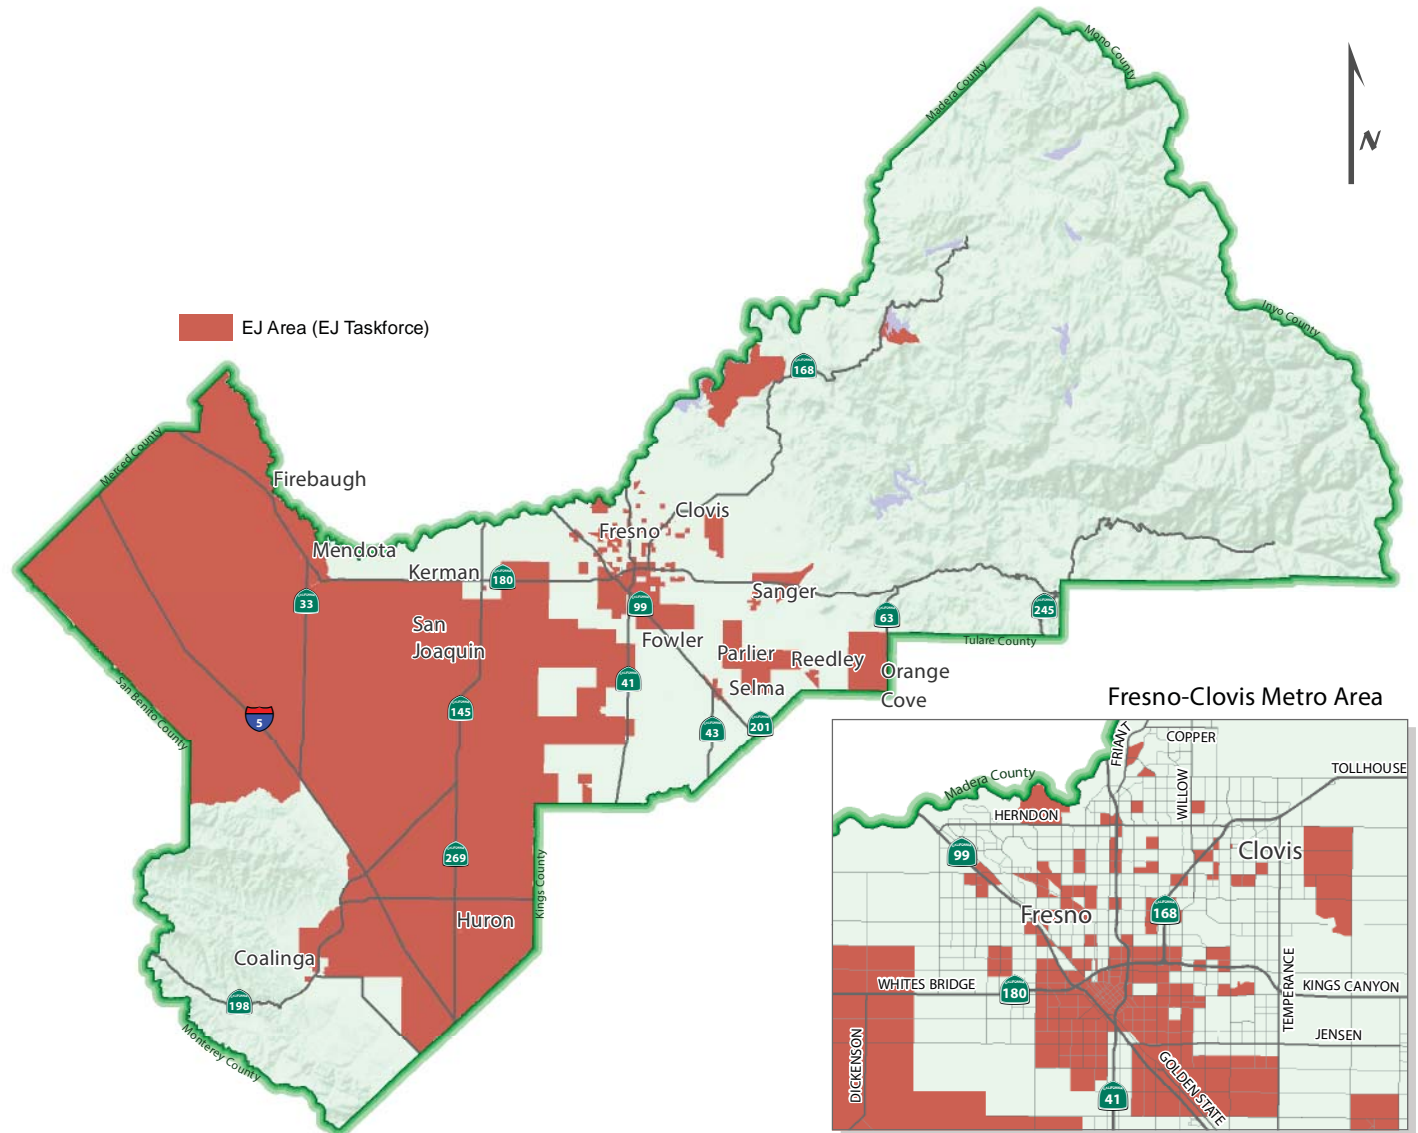 Mono County
Madera County
N
Inyo County
EJ Area (EJ Taskforce)
168
Merced County
Firebaugh
Clovis
Fresno
Mendota
Kerman
180
Sanger
33
99
63
245
San
Joaquin
Fowler
Tulare County
Parlier
Reedley
Orange
Cove
41
Selma
San Benito County
5
145
43
201
Fresno-Clovis Metro Area
269
Kings County
Huron
Coalinga
198
Monterey County
FRIANT
COPPER
TOLLHOUSE
Madera County
WILLOW
HERNDON
99
Clovis
Fresno
168
WHITES BRIDGE
180
TEMPERANCE
KINGS CANYON
JENSEN
DICKENSON
GOLDEN STATE
41